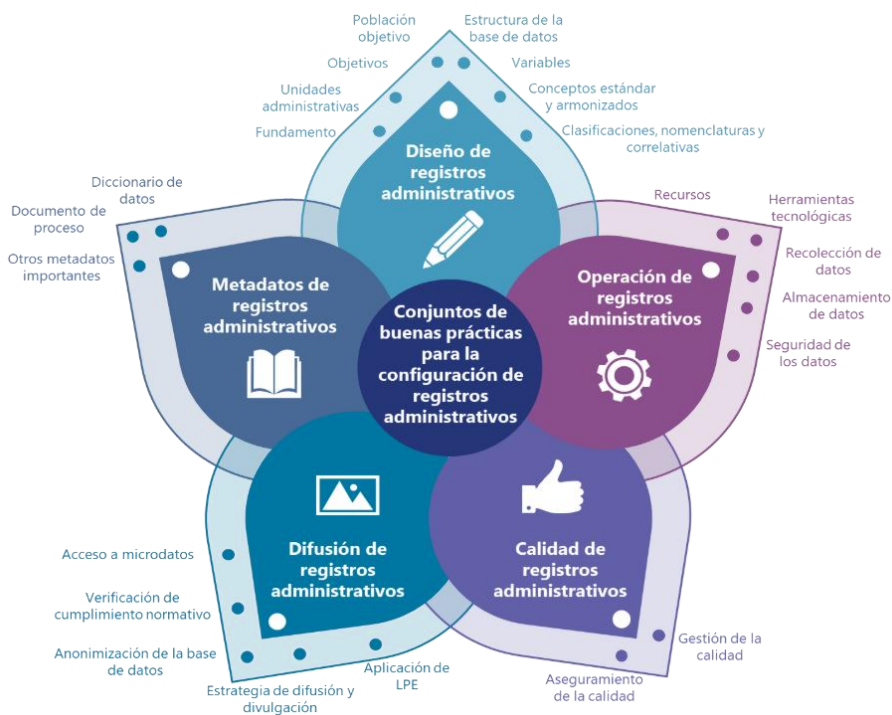 Población
objetivo
Estructura de la
base de datos
Objetivos
Variables
Unidades
administrativas
Conceptos estándar
y armonizados
Fundamento
Clasificaciones, nomenclaturas y
correlativas
Diseño de
registros
administrativos
Diccionario de
datos
Documento de
proceso
Otros metadatos
importantes
Metadatos de
registros
administrativos
Recursos
Herramientas
tecnológicas
Recolección de
datos
Almacenamiento
de datos
Seguridad de
los datos
Operación de
registros
administrativos
Conjuntos de
buenas prácticas
para la
configuración de
registros
administrativos
Difusión de
registros
administrativos
Acceso a microdatos
Verificación de
cumplimiento normativo
Anonimización de la base
de datos
Estrategia de difusión y
divulgación
Aplicación de
LPE
Calidad de
registros
administrativos
Gestión de la
calidad
Aseguramiento
de la calidad